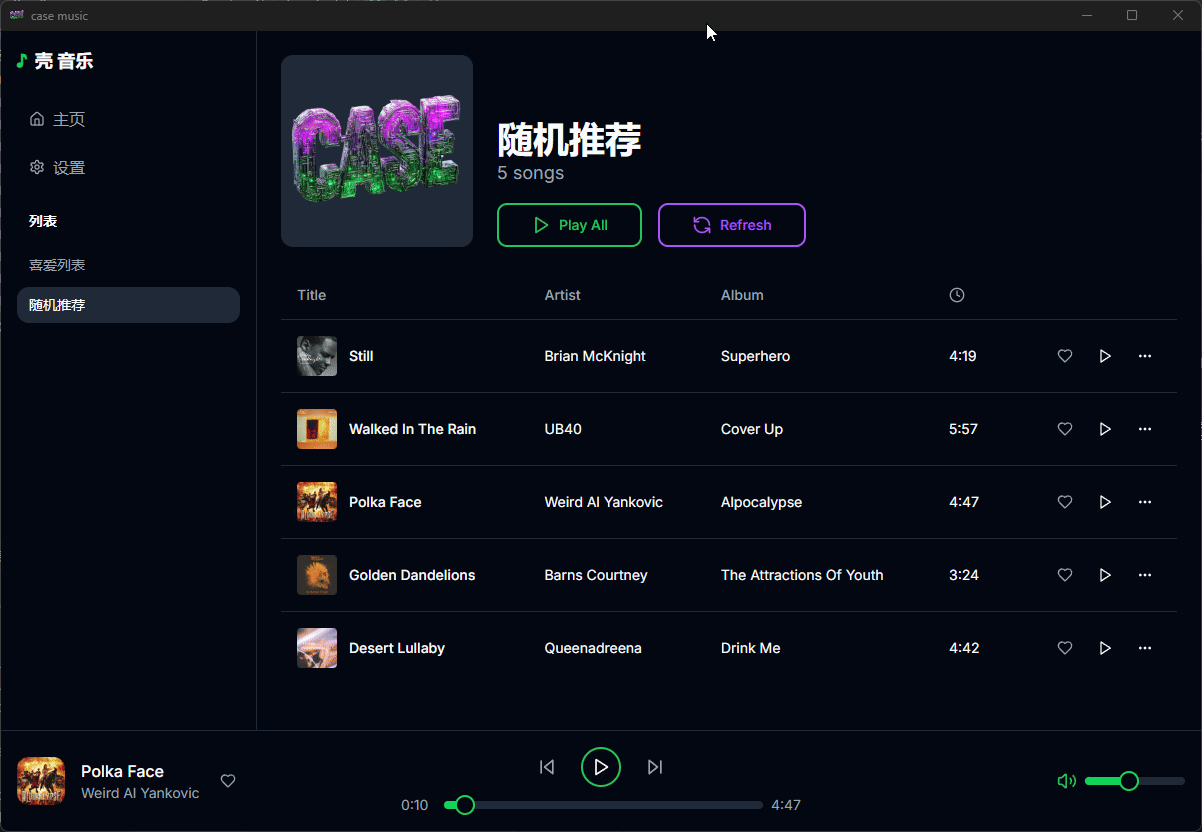 case music
壳 音乐
主页
设置
列表
喜爱列表
随机推荐
CASE
随机推荐
5 songs
Play All
Refresh
Title Artist Album
Still Brian McKnight Superhero 4:19
Walked In The Rain UB40 Cover Up 5:57
Polka Face Weird Al Yankovic Alpocalypse 4:47
Golden Dandelions Barns Courtney The Attractions Of Youth 3:24
Desert Lullaby Queenadreena Drink Me 4:42
Polka Face
Weird Al Yankovic
0:10 4:47